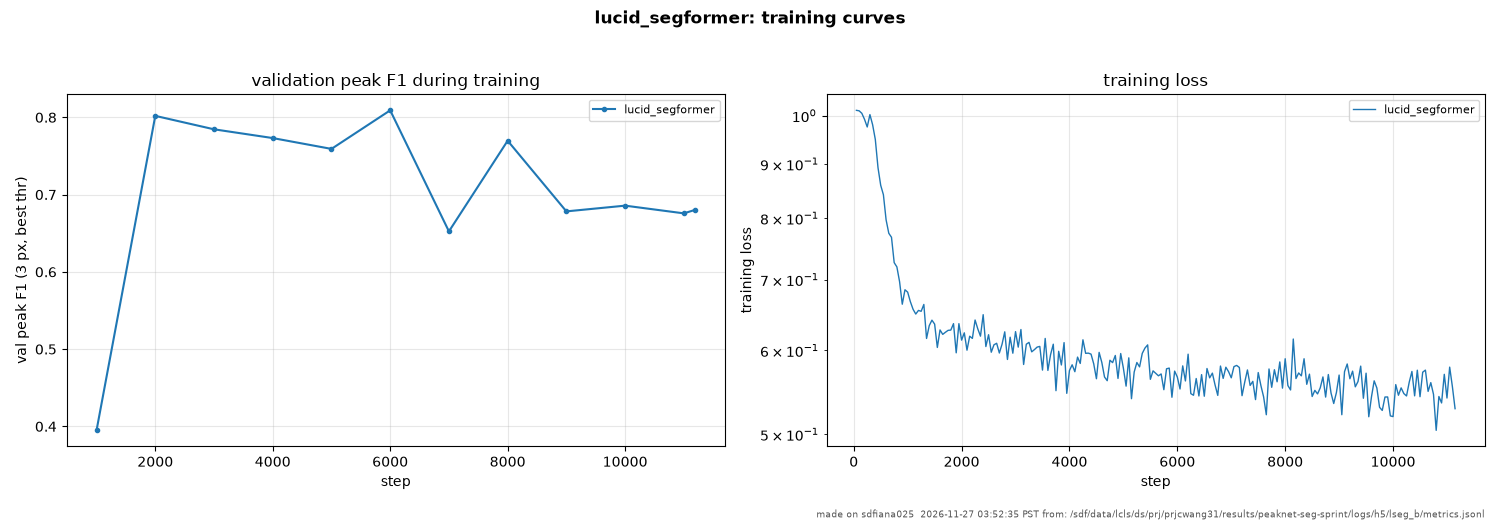 lucid_segformer: training curves
validation peak F1 during training
lucid_segformer
val peak F1 (3 px, best thr)
0.8
0.7
0.6
0.5
0.4
2000
4000
6000
8000
10000
step
training loss
lucid_segformer
training loss
10⁰
9 × 10⁻¹
8 × 10⁻¹
7 × 10⁻¹
6 × 10⁻¹
5 × 10⁻¹
0
2000
4000
6000
8000
10000
step
made on sdfiana025 2026-11-27 03:52:35 PST from: /sdf/data/lcls/ds/prj/prjcwang31/results/peaknet-seg-sprint/logs/h5/lseg_b/metrics.jsonl